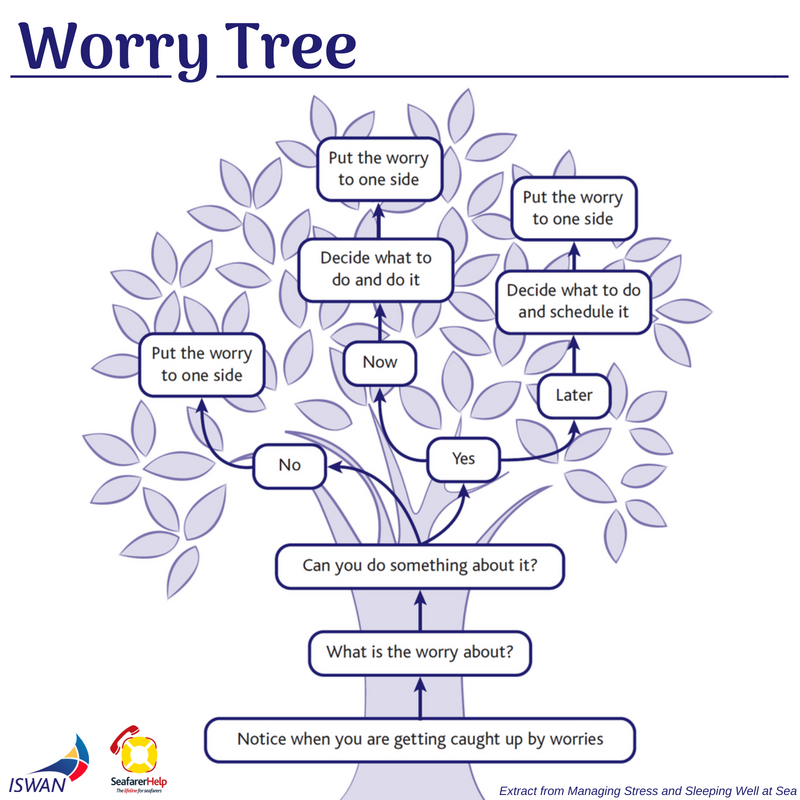 Worry Tree
Put the worry
to one side
Put the worry
to one side
Decide what to
do and do it
Decide what to do
and schedule it
Put the worry
to one side
Now
Later
No
Yes
Can you do something about it?
What is the worry about?
Notice when you are getting caught up by worries
ISWAN
SeafarerHelp
The lifeline for seafarers
Extract from Managing Stress and Sleeping Well at Sea